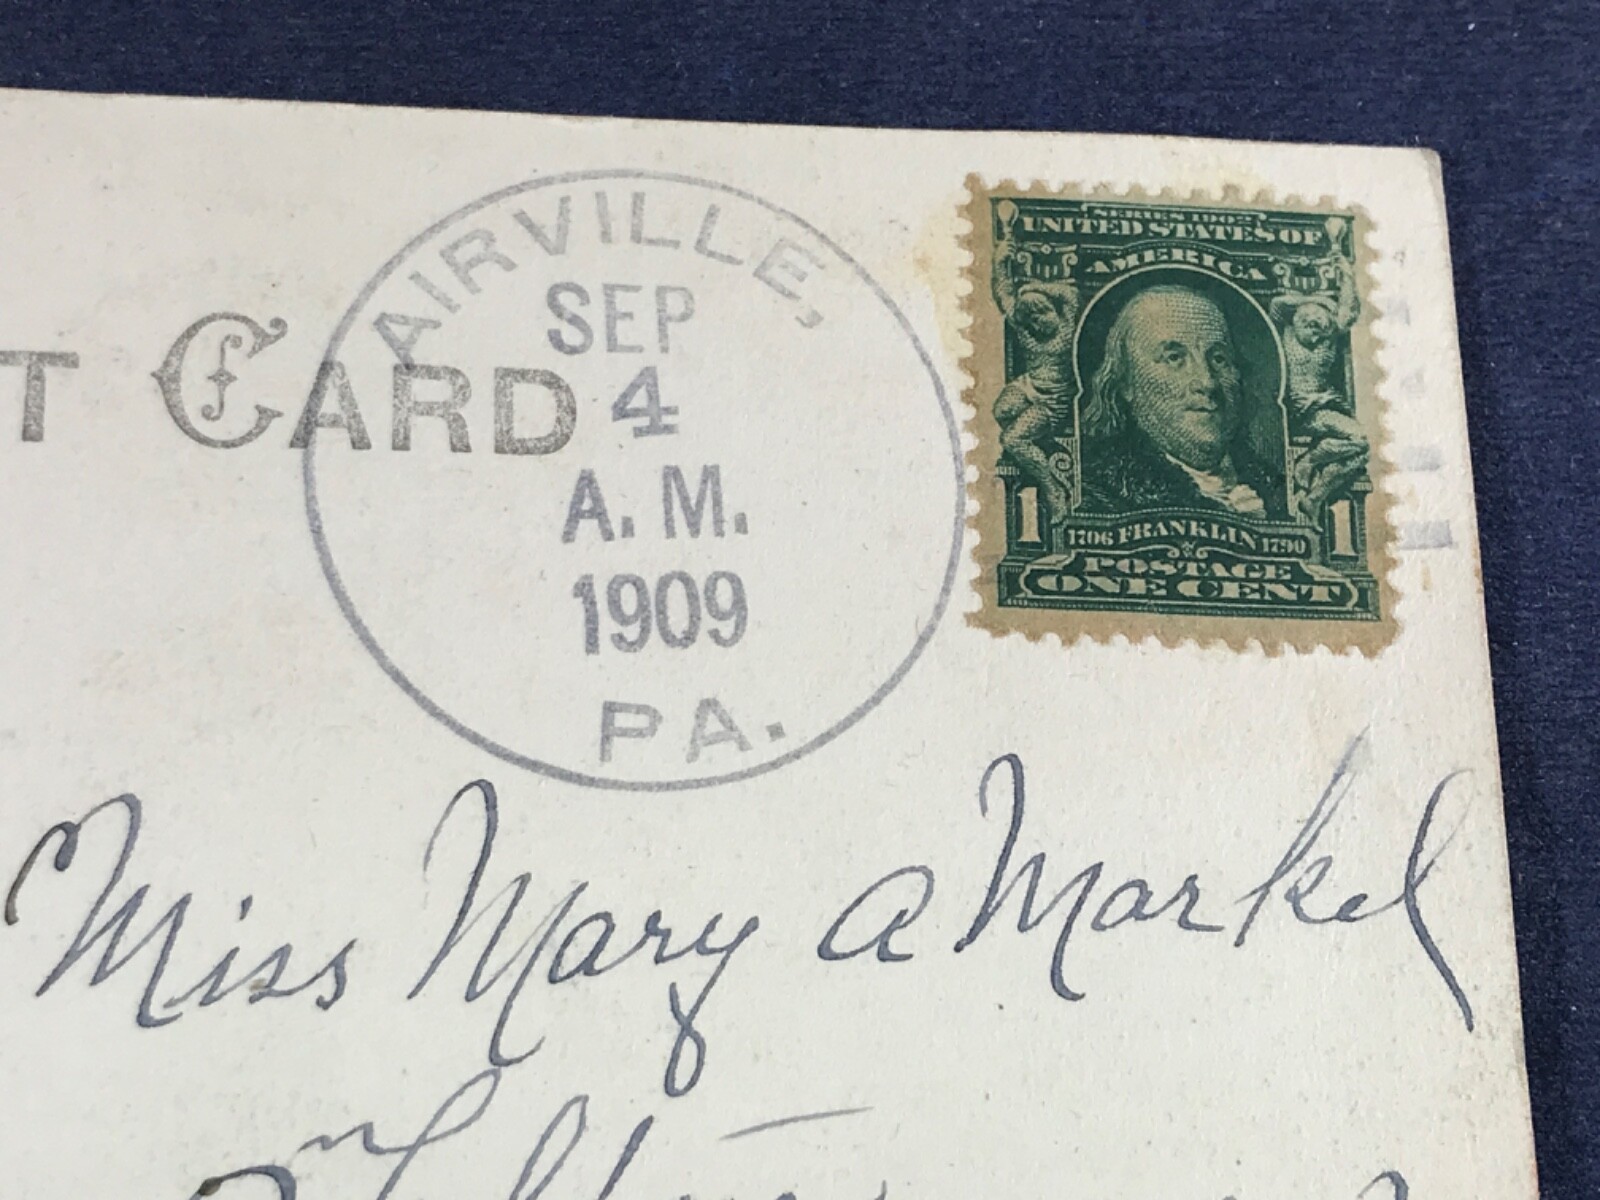 AIRVILLE,
SEP
4
A. M.
1909
PA.
T CARD
SERIES 1902
UNITED STATES OF
AMERICA
1 1
1706 FRANKLIN 1790
POSTAGE
ONE CENT
Miss Mary a Markel